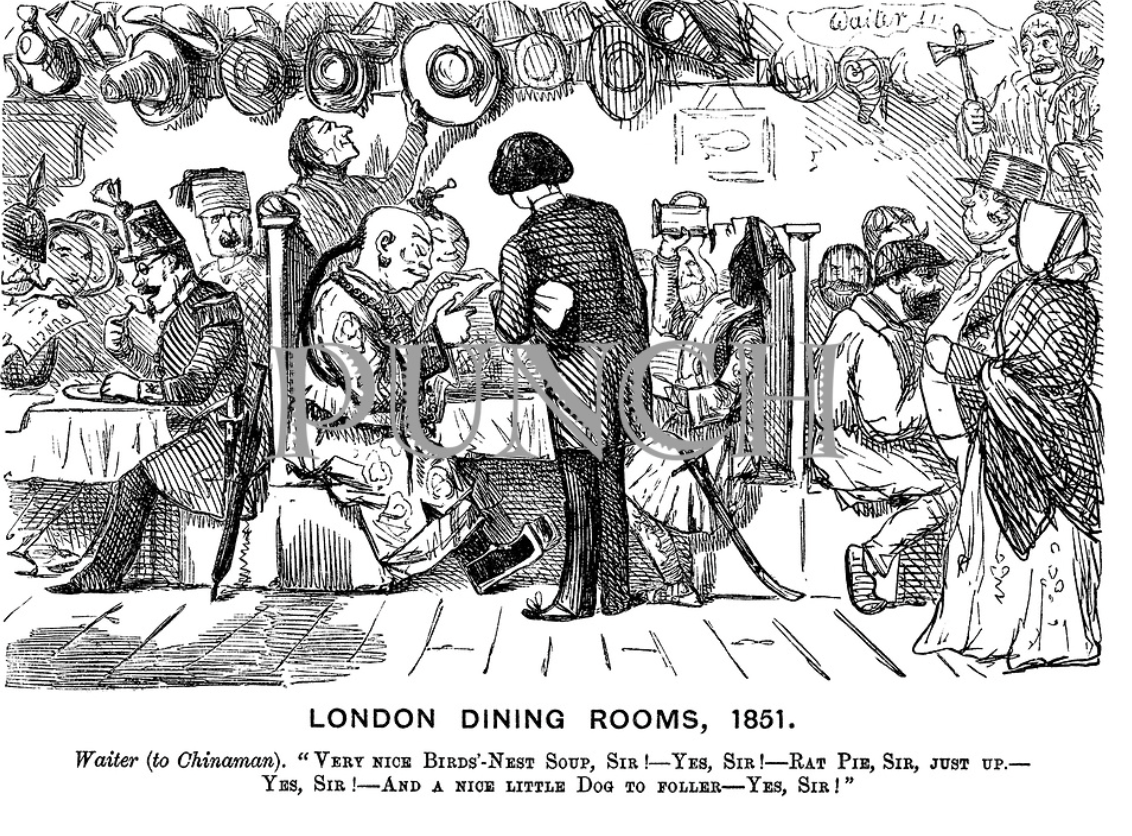 Waiter
PUNCH
LONDON DINING ROOMS, 1851.
Waiter (to Chinaman). “VERY NICE BIRDS’-NEST SOUP, SIR!—YES, SIR!—RAT PIE, SIR, JUST UP.—
YES, SIR!—AND A NICE LITTLE DOG TO FOLLER—YES, SIR!”